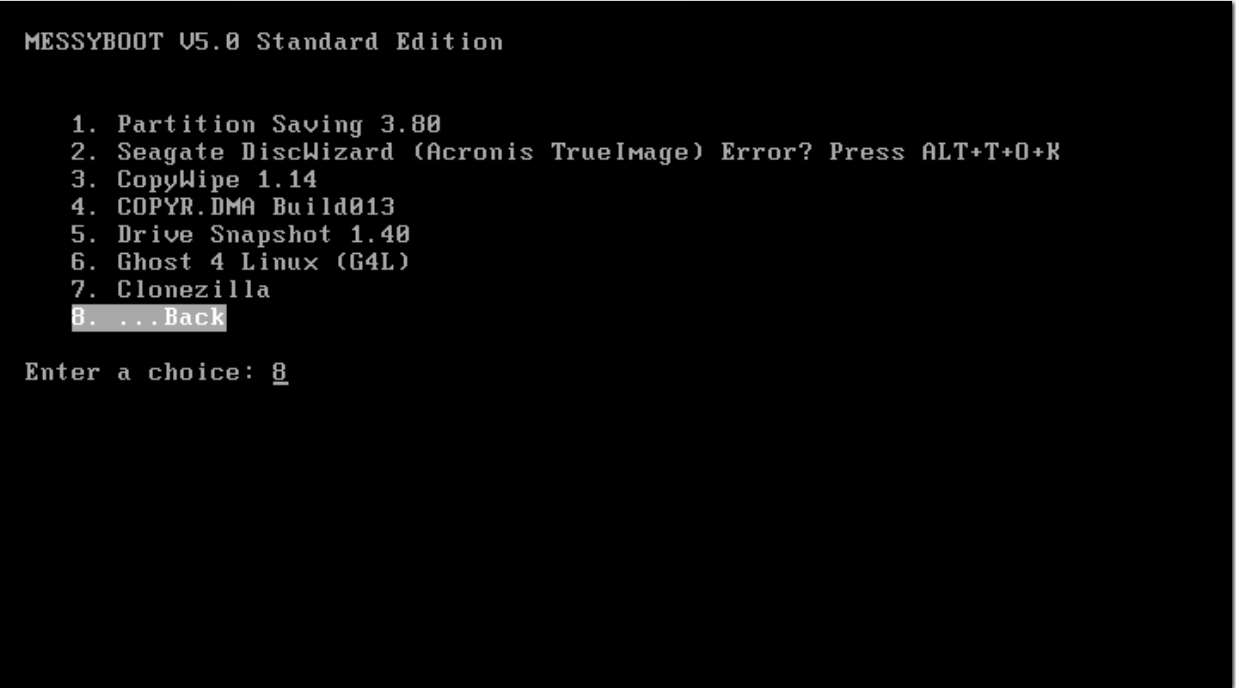 MESSYBOOT V5.0 Standard Edition
1. Partition Saving 3.80
2. Seagate DiscWizard (Acronis TrueImage) Error? Press ALT+T+O+K
3. CopyWipe 1.14
4. COPYR.DMA Build013
5. Drive Snapshot 1.40
6. Ghost 4 Linux (G4L)
7. Clonezilla
8. ...Back
Enter a choice: 8